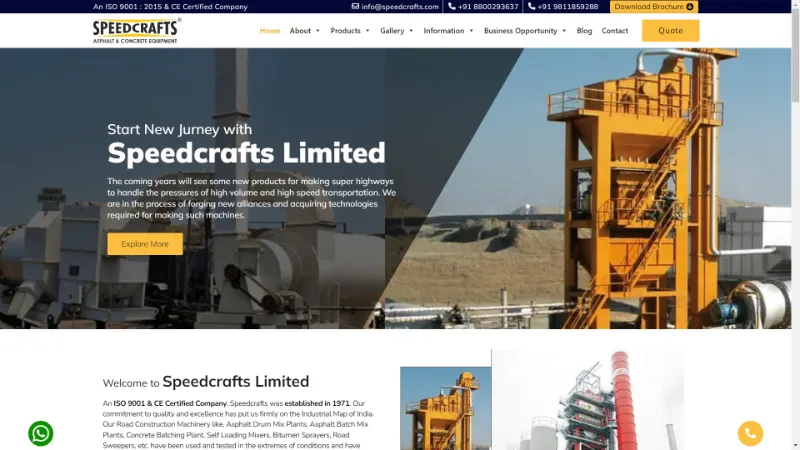 An ISO 9001 : 2015 & CE Certified Company
info@speedcrafts.com
+91 8800293637
+91 9811859288
Download Brochure
SPEEDCRAFTS®
ASPHALT & CONCRETE EQUIPMENT
Home
About
Products
Gallery
Information
Business Opportunity
Blog
Contact
Quote
Start New Jurney with
Speedcrafts Limited
The coming years will see some new products for making super highways
to handle the pressures of high volume and high speed transportation. We
are in the process of forging new alliances and acquiring technologies
required for making such machines.
Explore More
Welcome to Speedcrafts Limited
An ISO 9001 & CE Certified Company, Speedcrafts was established in 1971. Our
commitment to quality and excellence has put us firmly on the Industrial Map of India.
Our Road Construction Machinery like, Asphalt Drum Mix Plants, Asphalt Batch Mix
Plants, Concrete Batching Plant, Self Loading Mixers, Bitumen Sprayers, Road
Sweepers, etc. have been used and tested in the extremes of conditions and have